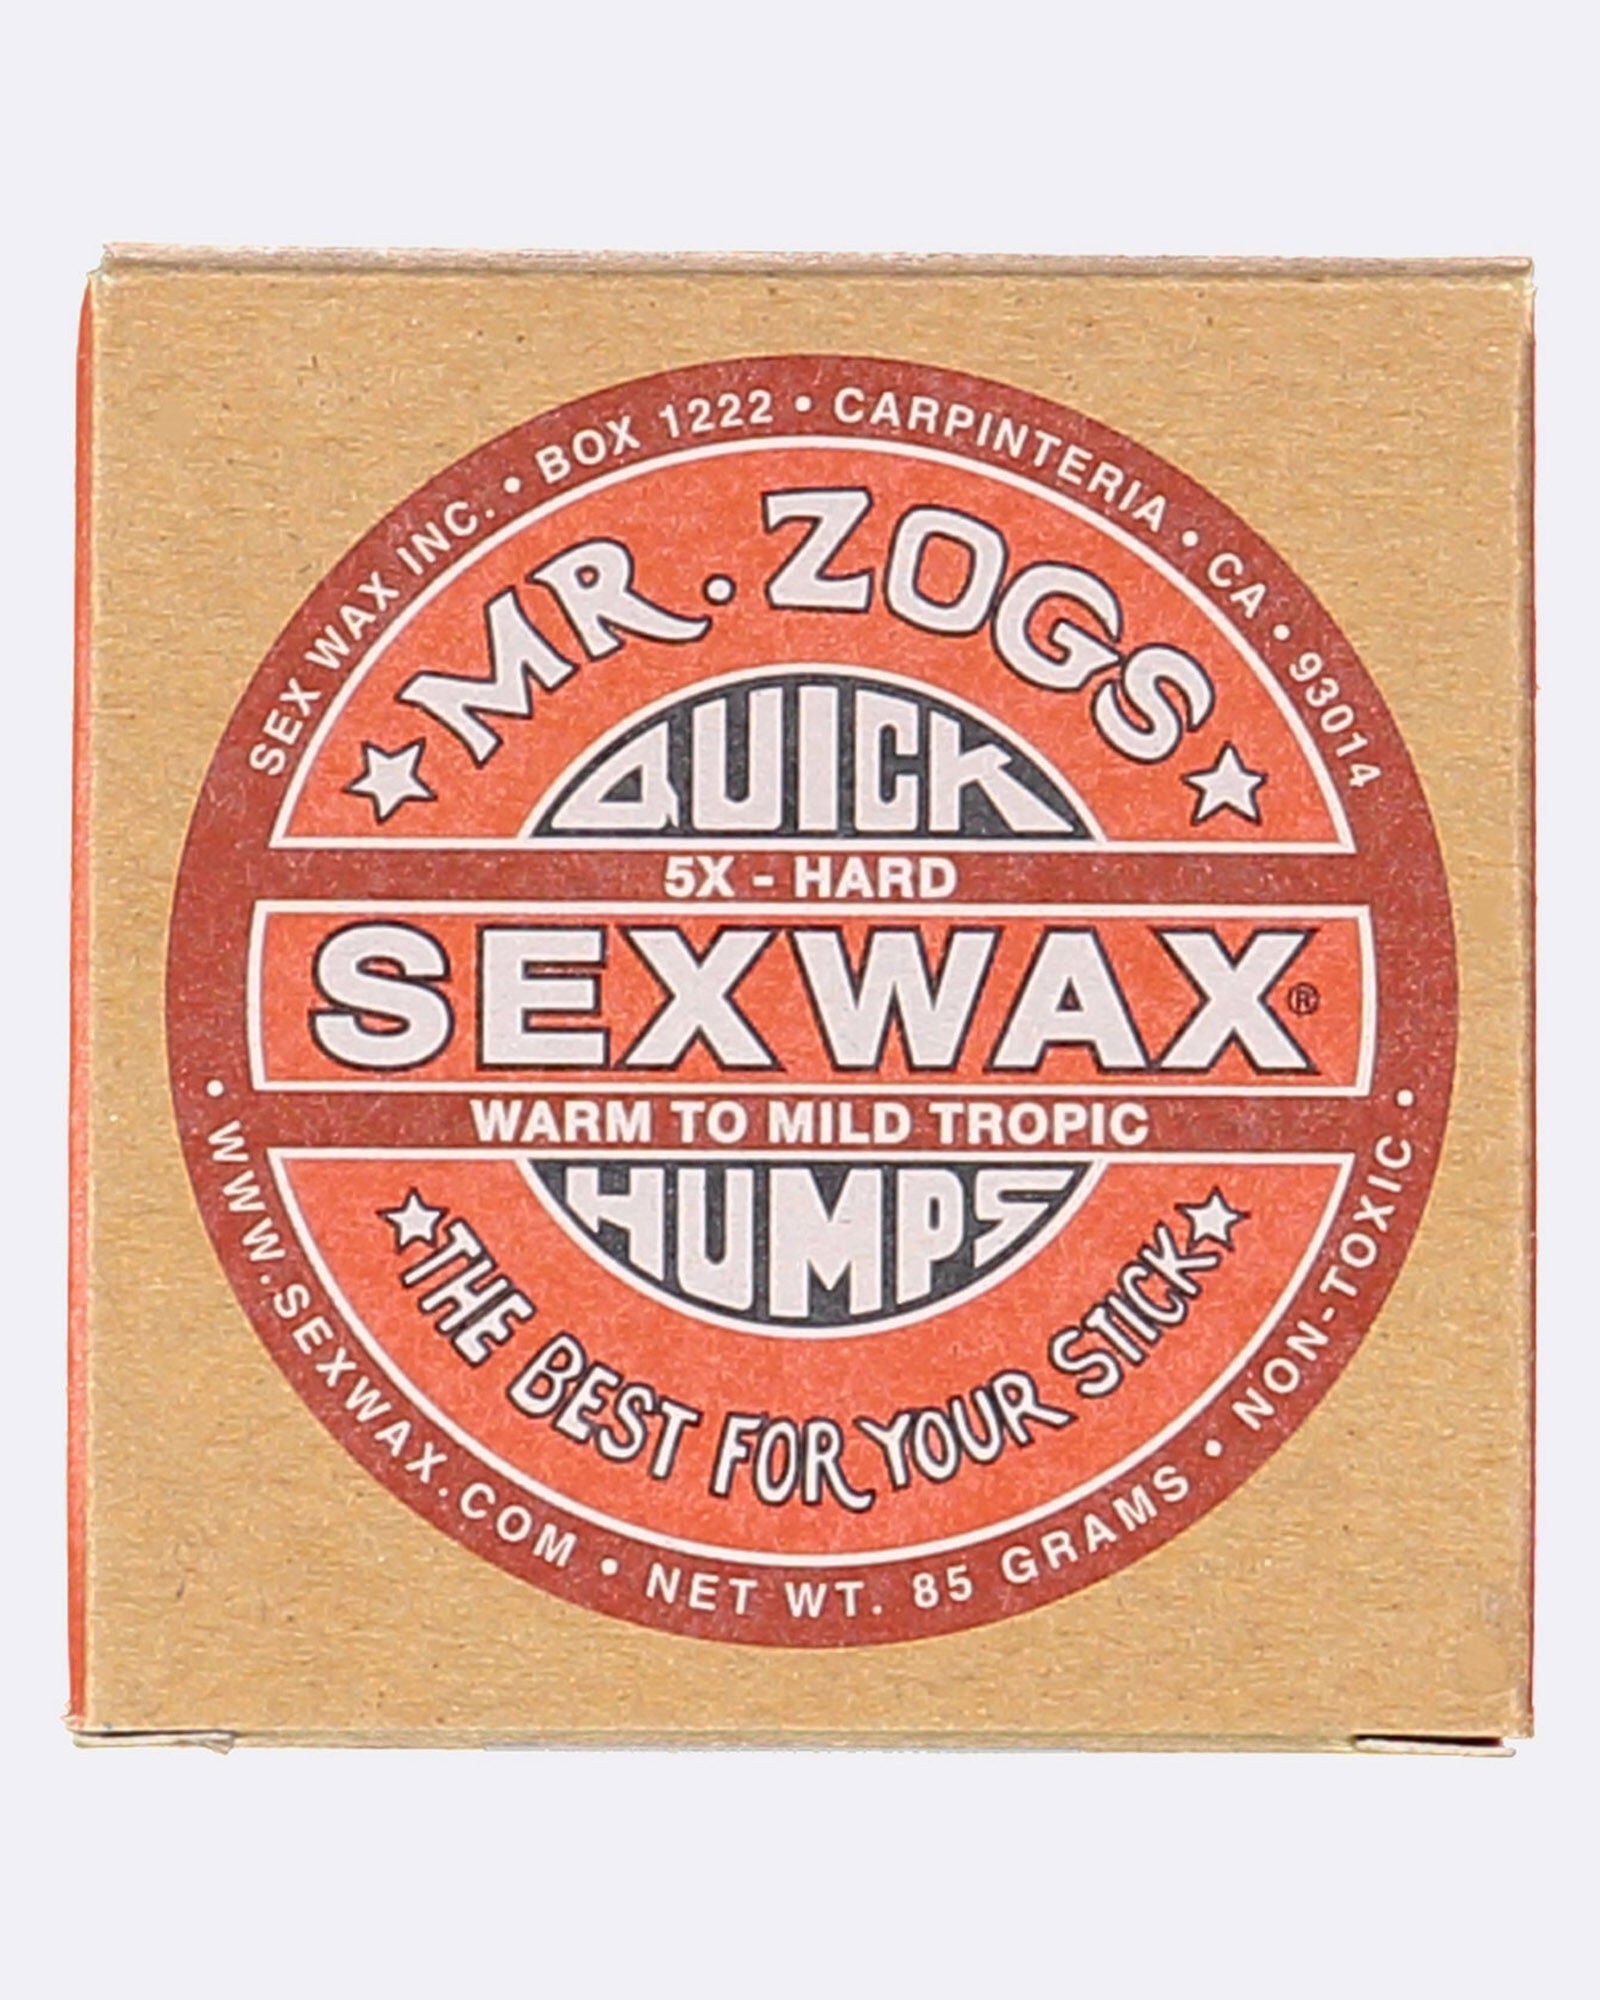 SEX WAX INC. • BOX 1222 • CARPINTERIA • CA • 93014
MR. ZOGS
QUICK
5X - HARD
SEXWAX®
WARM TO MILD TROPIC
HUMPS
THE BEST FOR YOUR STICK
• WWW.SEXWAX.COM • NET WT. 85 GRAMS • NON-TOXIC •